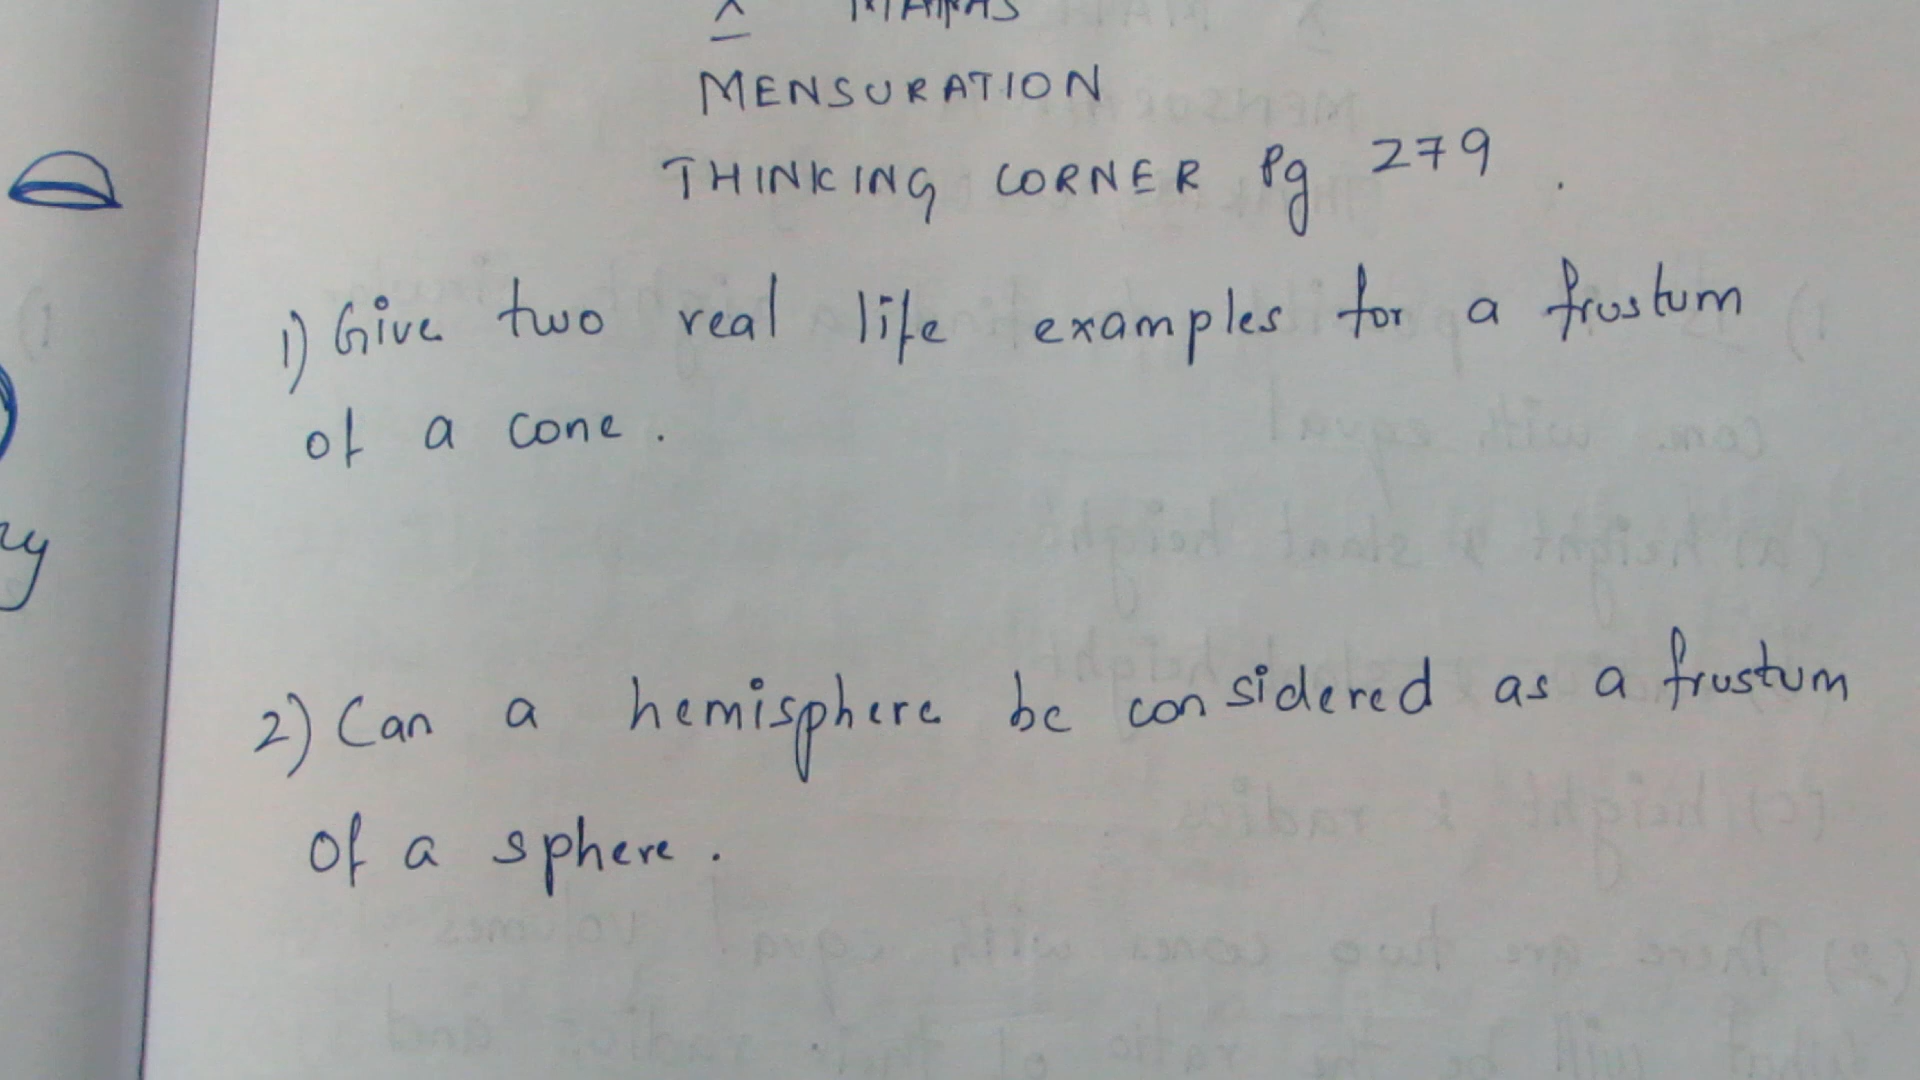 X MATHS
MENSURATION
THINKING CORNER Pg 279.
1) Give two real life examples for a frustum
of a cone.
2) Can a hemisphere be considered as a frustum
of a sphere.